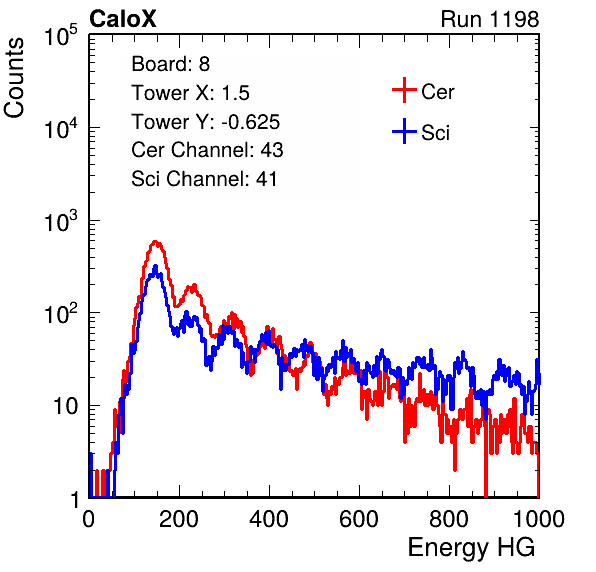 CaloX Run 1198
Counts
10^5
10^4
10^3
10^2
10
1
Board: 8
Tower X: 1.5
Tower Y: -0.625
Cer Channel: 43
Sci Channel: 41
Cer
Sci
0 200 400 600 800 1000
Energy HG